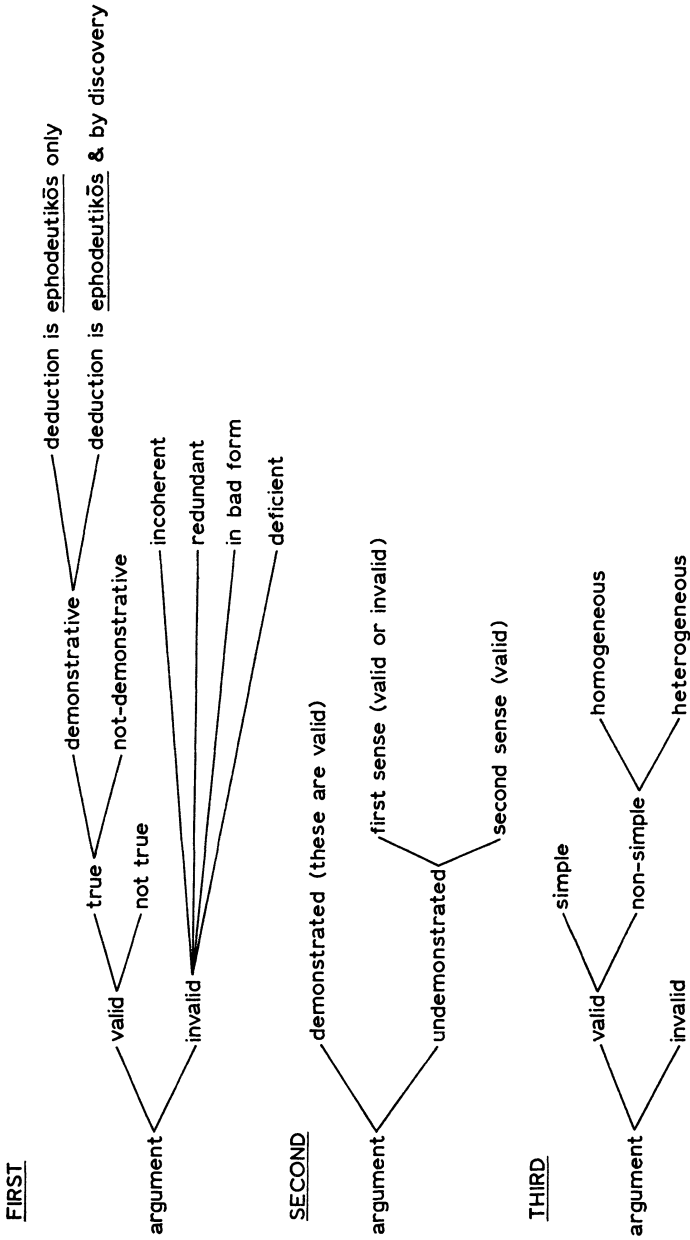 FIRST
argument
valid
invalid
true
not true
demonstrative
not-demonstrative
deduction is ephodeutikōs only
deduction is ephodeutikōs & by discovery
incoherent
redundant
in bad form
deficient
SECOND
argument
demonstrated (these are valid)
undemonstrated
first sense (valid or invalid)
second sense (valid)
THIRD
argument
valid
invalid
simple
non-simple
homogeneous
heterogeneous